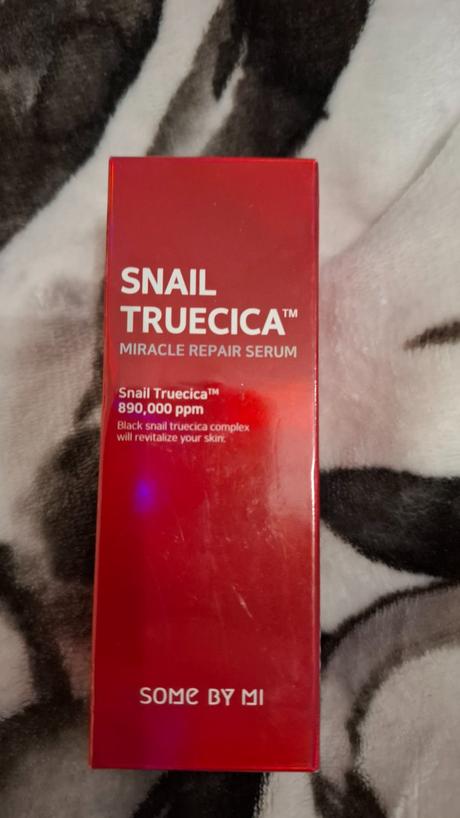 SNAIL
TRUECICA™
MIRACLE REPAIR SERUM
Snail Truecica™
890,000 ppm
Black snail truecica complex
will revitalize your skin.
SOME BY MI